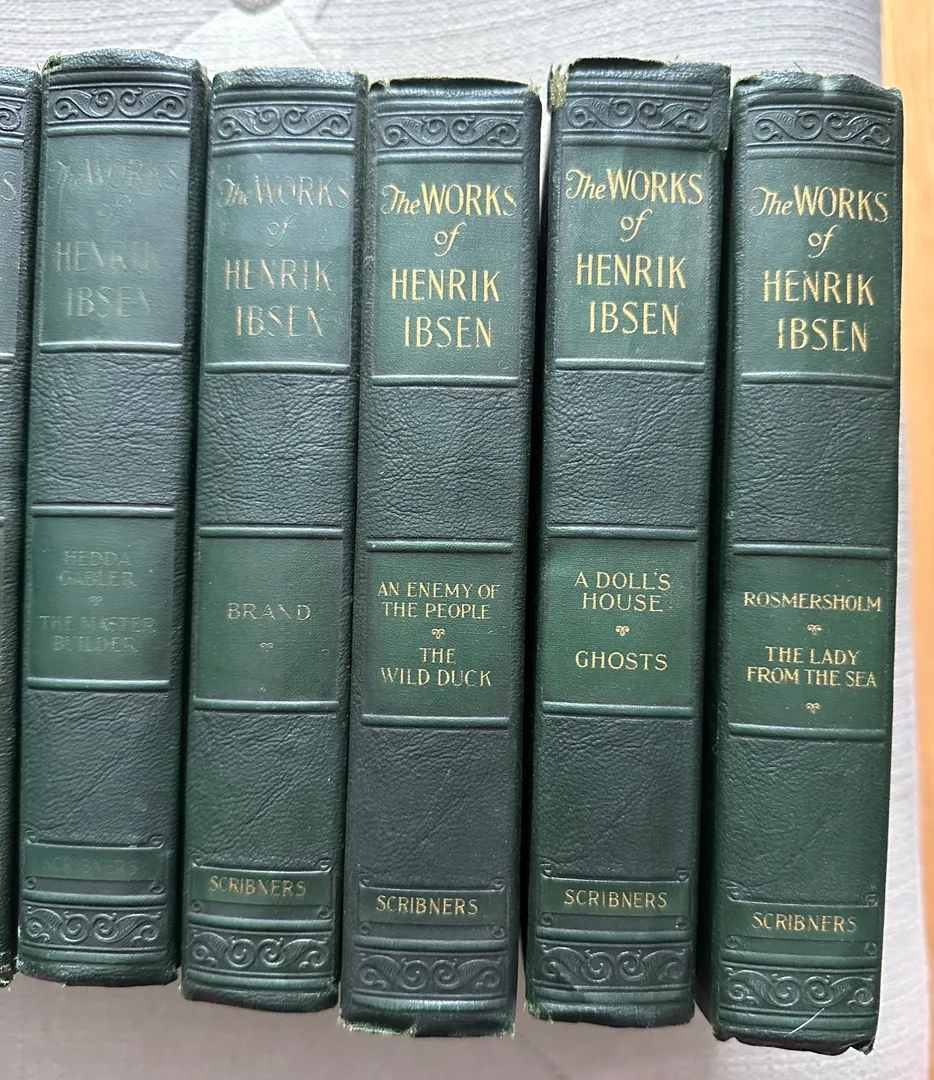 The WORKS
HENRIK
IBSEN
HEDDA
GABLER
THE MASTER
BUILDER
SCRIBNERS
The WORKS
of
HENRIK
IBSEN
BRAND
SCRIBNERS
The WORKS
of
HENRIK
IBSEN
AN ENEMY OF
THE PEOPLE
THE
WILD DUCK
SCRIBNERS
The WORKS
of
HENRIK
IBSEN
A DOLL'S
HOUSE
GHOSTS
SCRIBNERS
The WORKS
of
HENRIK
IBSEN
ROSMERSHOLM
THE LADY
FROM THE SEA
SCRIBNERS